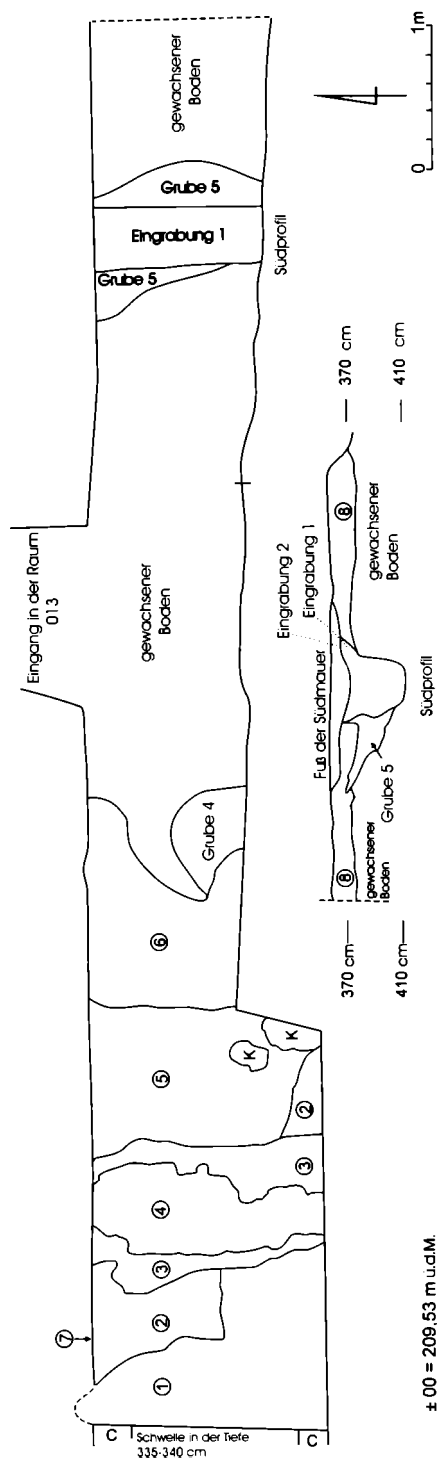 Eingang in der Raum
013
gewachsener
Boden
Grube 5
Eingrabung 1
Grube 5
gewachsener
Boden
Südprofil
Grube 4
⑥
⑤
K
K
②
③
④
③
②
①
⑦
C
Schwelle in der Tiefe
335-340 cm
C
± 00 = 209,53 m ü.d.M.
370 cm
410 cm
⑧
gewachsener
Boden
Fuß der Südmauer
Eingrabung 2
Eingrabung 1
Grube 5
⑧
gewachsener
Boden
370 cm
410 cm
Südprofil
0
1m